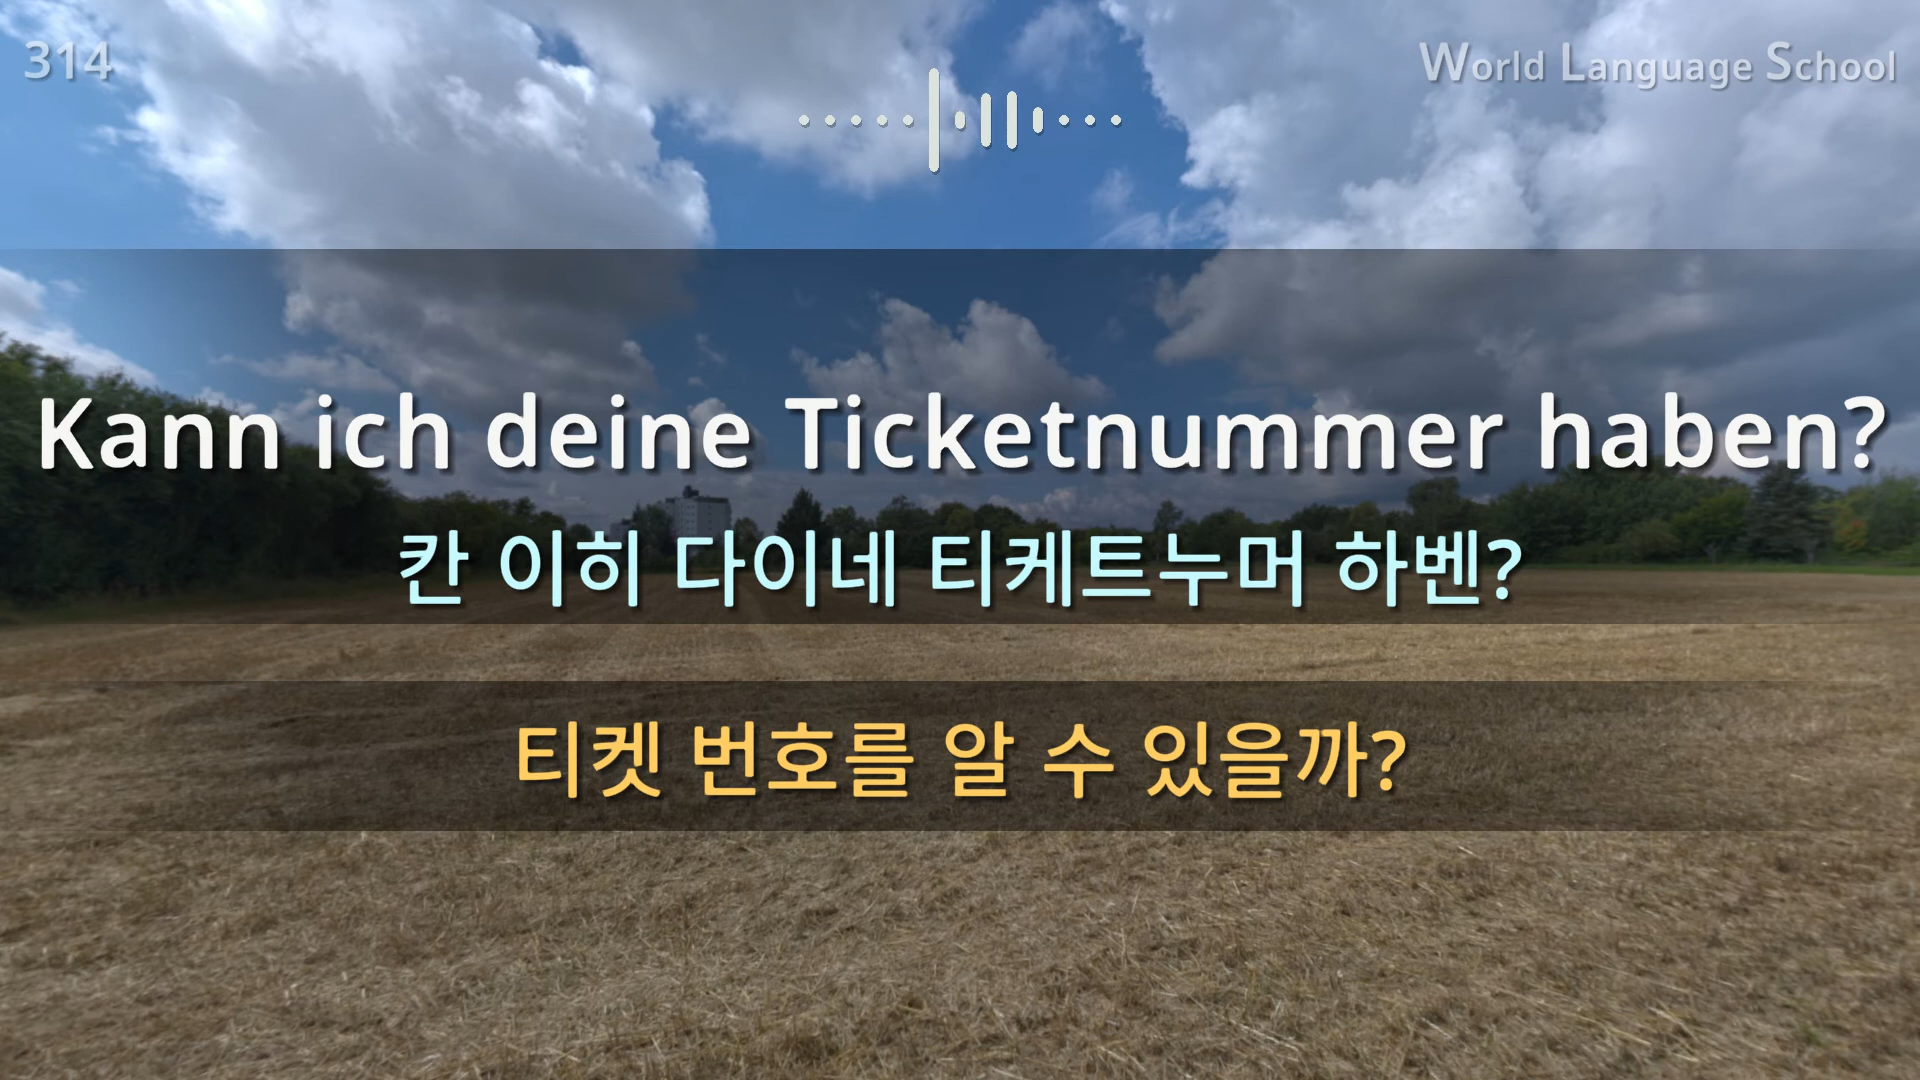 314
World Language School
Kann ich deine Ticketnummer haben?
칸 이히 다이네 티케트누머 하벤?
티켓 번호를 알 수 있을까?